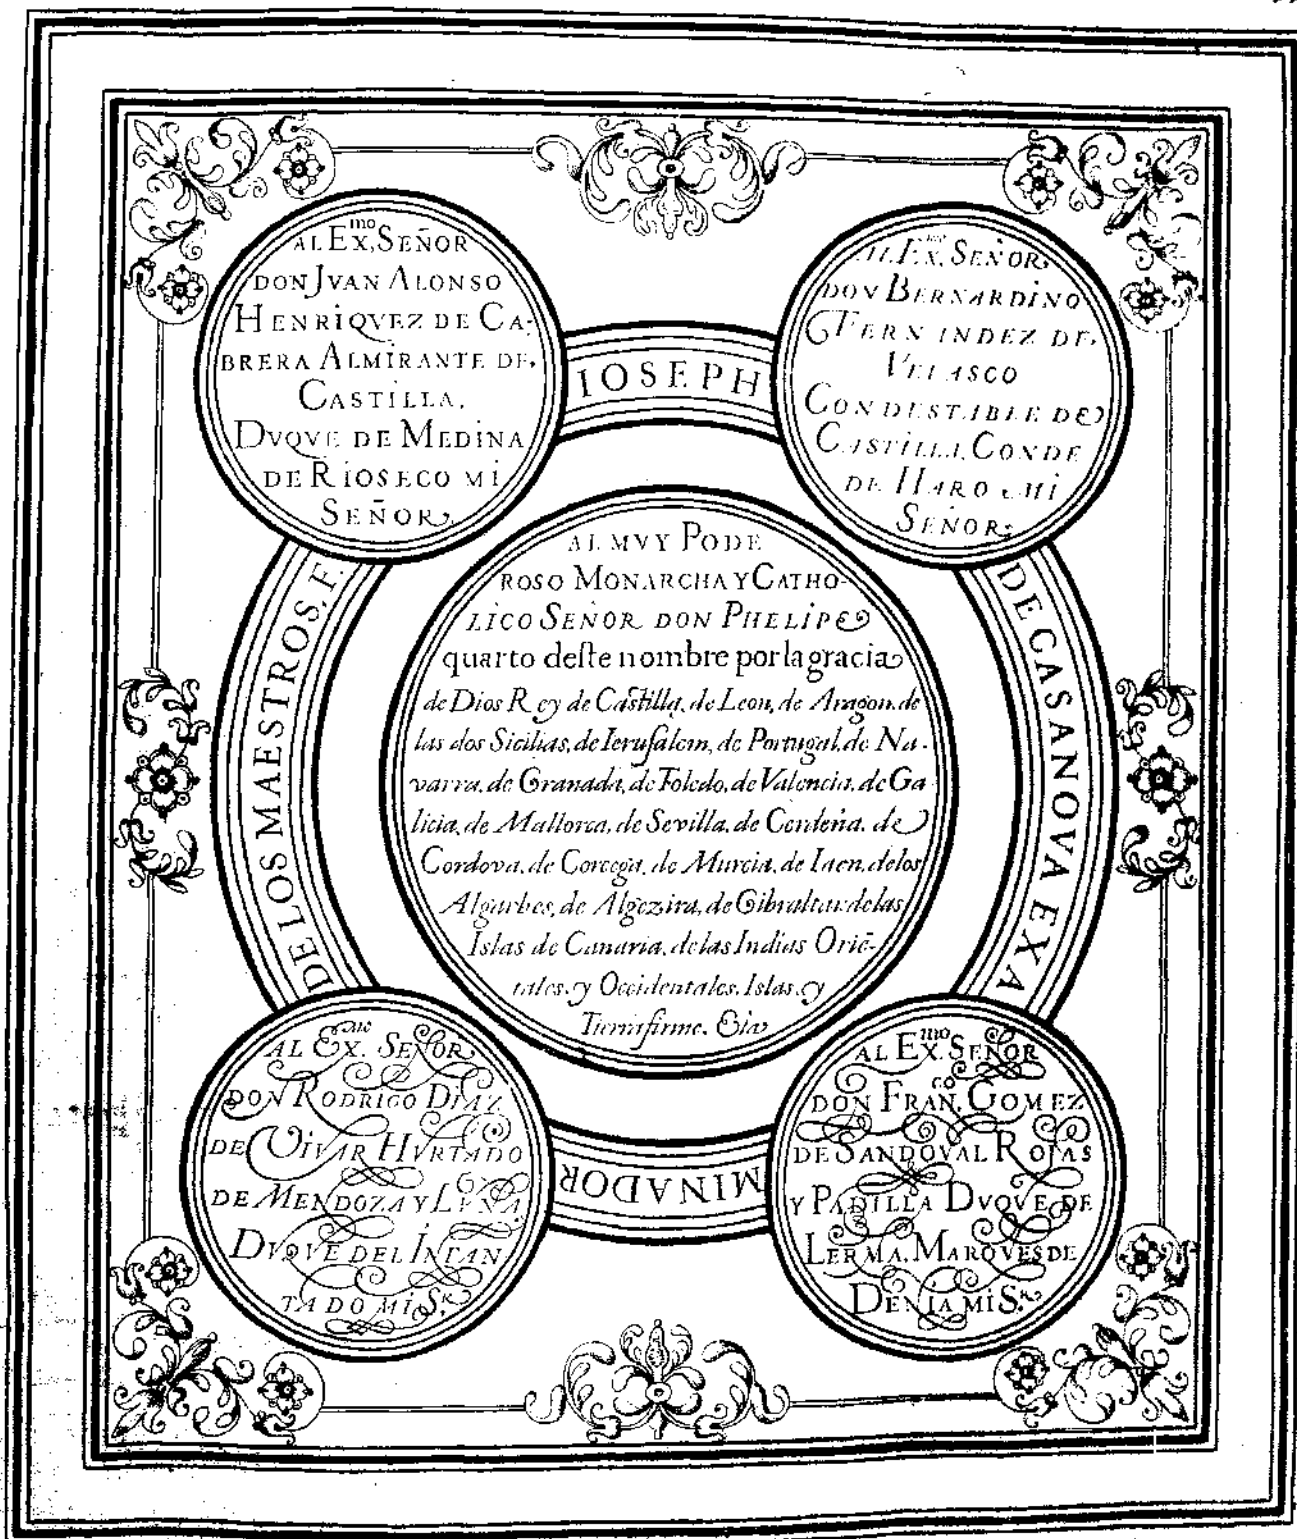 AL EX.mo SEÑOR
DON JVAN ALONSO
HENRIQVEZ DE CA-
BRERA ALMIRANTE DE
CASTILLA,
DVQVE DE MEDINA
DE RIOSECO MI
SEÑOR,
AL EX.mo SEÑOR
DON BERNARDINO
FERNANDEZ DE
VELASCO
CONDESTABLE DE
CASTILLA, CONDE
DE HARO MI
SEÑOR
IOSEPH
DE CASANOVA EXA
MINADOR
DE LOS MAESTROS. F.
AL MVY PODE
ROSO MONARCHA Y CATHO-
LICO SEÑOR DON PHELIPE
quarto deste nombre por la gracia
de Dios Rey de Castilla, de Leon, de Aragon, de
las dos Sicilias, de Ierusalem, de Portugal, de Na-
varra, de Granada, de Toledo, de Valencia, de Ga
licia, de Mallorca, de Sevilla, de Cerdeña, de
Cordova, de Corcega, de Murcia, de Iaen, de los
Algarbes, de Algezira, de Gibraltar, de las
Islas de Canaria, de las Indias Oriẽ-
tales, y Occidentales, Islas, y
Tierra firme. &a
AL EX.mo SEÑOR
DON RODRIGO DIAZ
DE VIVAR HVRTADO
DE MENDOZA Y LVNA
DVQVE DEL INFAN
TADO MI S.R
AL EX.mo SEÑOR
DON FRAN.CO GOMEZ
DE SANDOVAL ROJAS
Y PADILLA DVQVE DE
LERMA, MARQVES DE
DENIA MI S.R